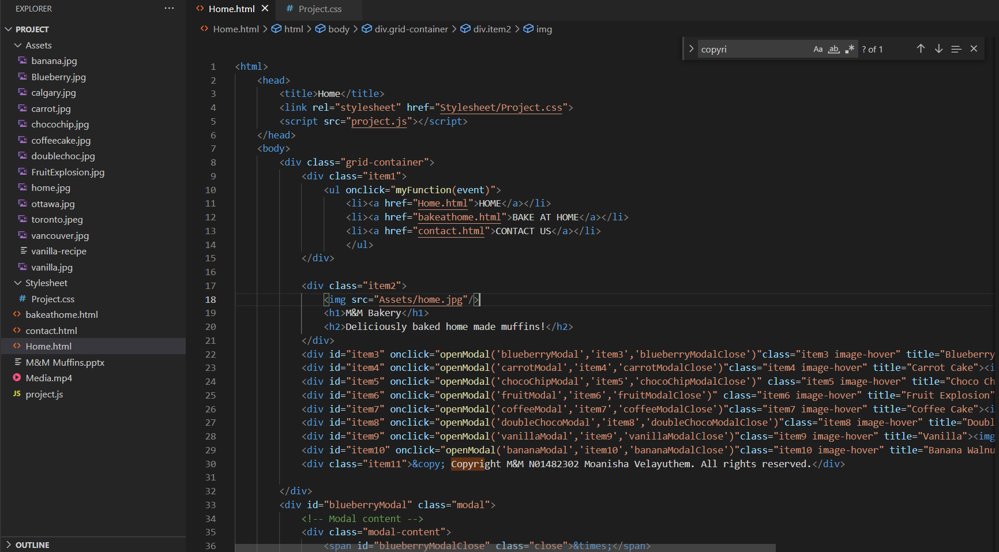 EXPLORER
···
PROJECT
Assets
banana.jpg
Blueberry.jpg
calgary.jpg
carrot.jpg
chocochip.jpg
coffeecake.jpg
doublechoc.jpg
FruitExplosion.jpg
home.jpg
ottawa.jpg
toronto.jpeg
vancouver.jpg
vanilla-recipe
vanilla.jpg
Stylesheet
# Project.css
<> bakeathome.html
<> contact.html
<> Home.html
M&M Muffins.pptx
Media.mp4
JS project.js
OUTLINE
<> Home.html
# Project.css
<> Home.html > html > body > div.grid-container > div.item2 > img
copyri Aa ab ? of 1
1 <html>
2 <head>
3 <title>Home</title>
4 <link rel="stylesheet" href="Stylesheet/Project.css">
5 <script src="project.js"></script>
6 </head>
7 <body>
8 <div class="grid-container">
9 <div class="item1">
10 <ul onclick="myFunction(event)">
11 <li><a href="Home.html">HOME</a></li>
12 <li><a href="bakeathome.html">BAKE AT HOME</a></li>
13 <li><a href="contact.html">CONTACT US</a></li>
14 </ul>
15 </div>
16
17 <div class="item2">
18 <img src="Assets/home.jpg"/>
19 <h1>M&M Bakery</h1>
20 <h2>Deliciously baked home made muffins!</h2>
21 </div>
22 <div id="item3" onclick="openModal('blueberryModal','item3','blueberryModalClose')"class="item3 image-hover" title="Blueberry
23 <div id="item4" onclick="openModal('carrotModal','item4','carrotModalClose')"class="item4 image-hover" title="Carrot Cake"><i
24 <div id="item5" onclick="openModal('chocoChipModal','item5','chocoChipModalClose')" class="item5 image-hover" title="Choco Ch
25 <div id="item6" onclick="openModal('fruitModal','item6','fruitModalClose')" class="item6 image-hover" title="Fruit Explosion"
26 <div id="item7" onclick="openModal('coffeeModal','item7','coffeeModalClose')"class="item7 image-hover" title="Coffee Cake"><i
27 <div id="item8" onclick="openModal('doubleChocoModal','item8','doubleChocoModalClose')"class="item8 image-hover" title="Doubl
28 <div id="item9" onclick="openModal('vanillaModal','item9','vanillaModalClose')"class="item9 image-hover" title="Vanilla"><img
29 <div id="item10" onclick="openModal('bananaModal','item10','bananaModalClose')"class="item10 image-hover" title="Banana Walnu
30 <div class="item11">&copy; Copyright M&M N01482302 Moanisha Velayuthem. All rights reserved.</div>
31
32 </div>
33 <div id="blueberryModal" class="modal">
34 <!-- Modal content -->
35 <div class="modal-content">
36 <span id="blueberryModalClose" class="close">&times;</span>